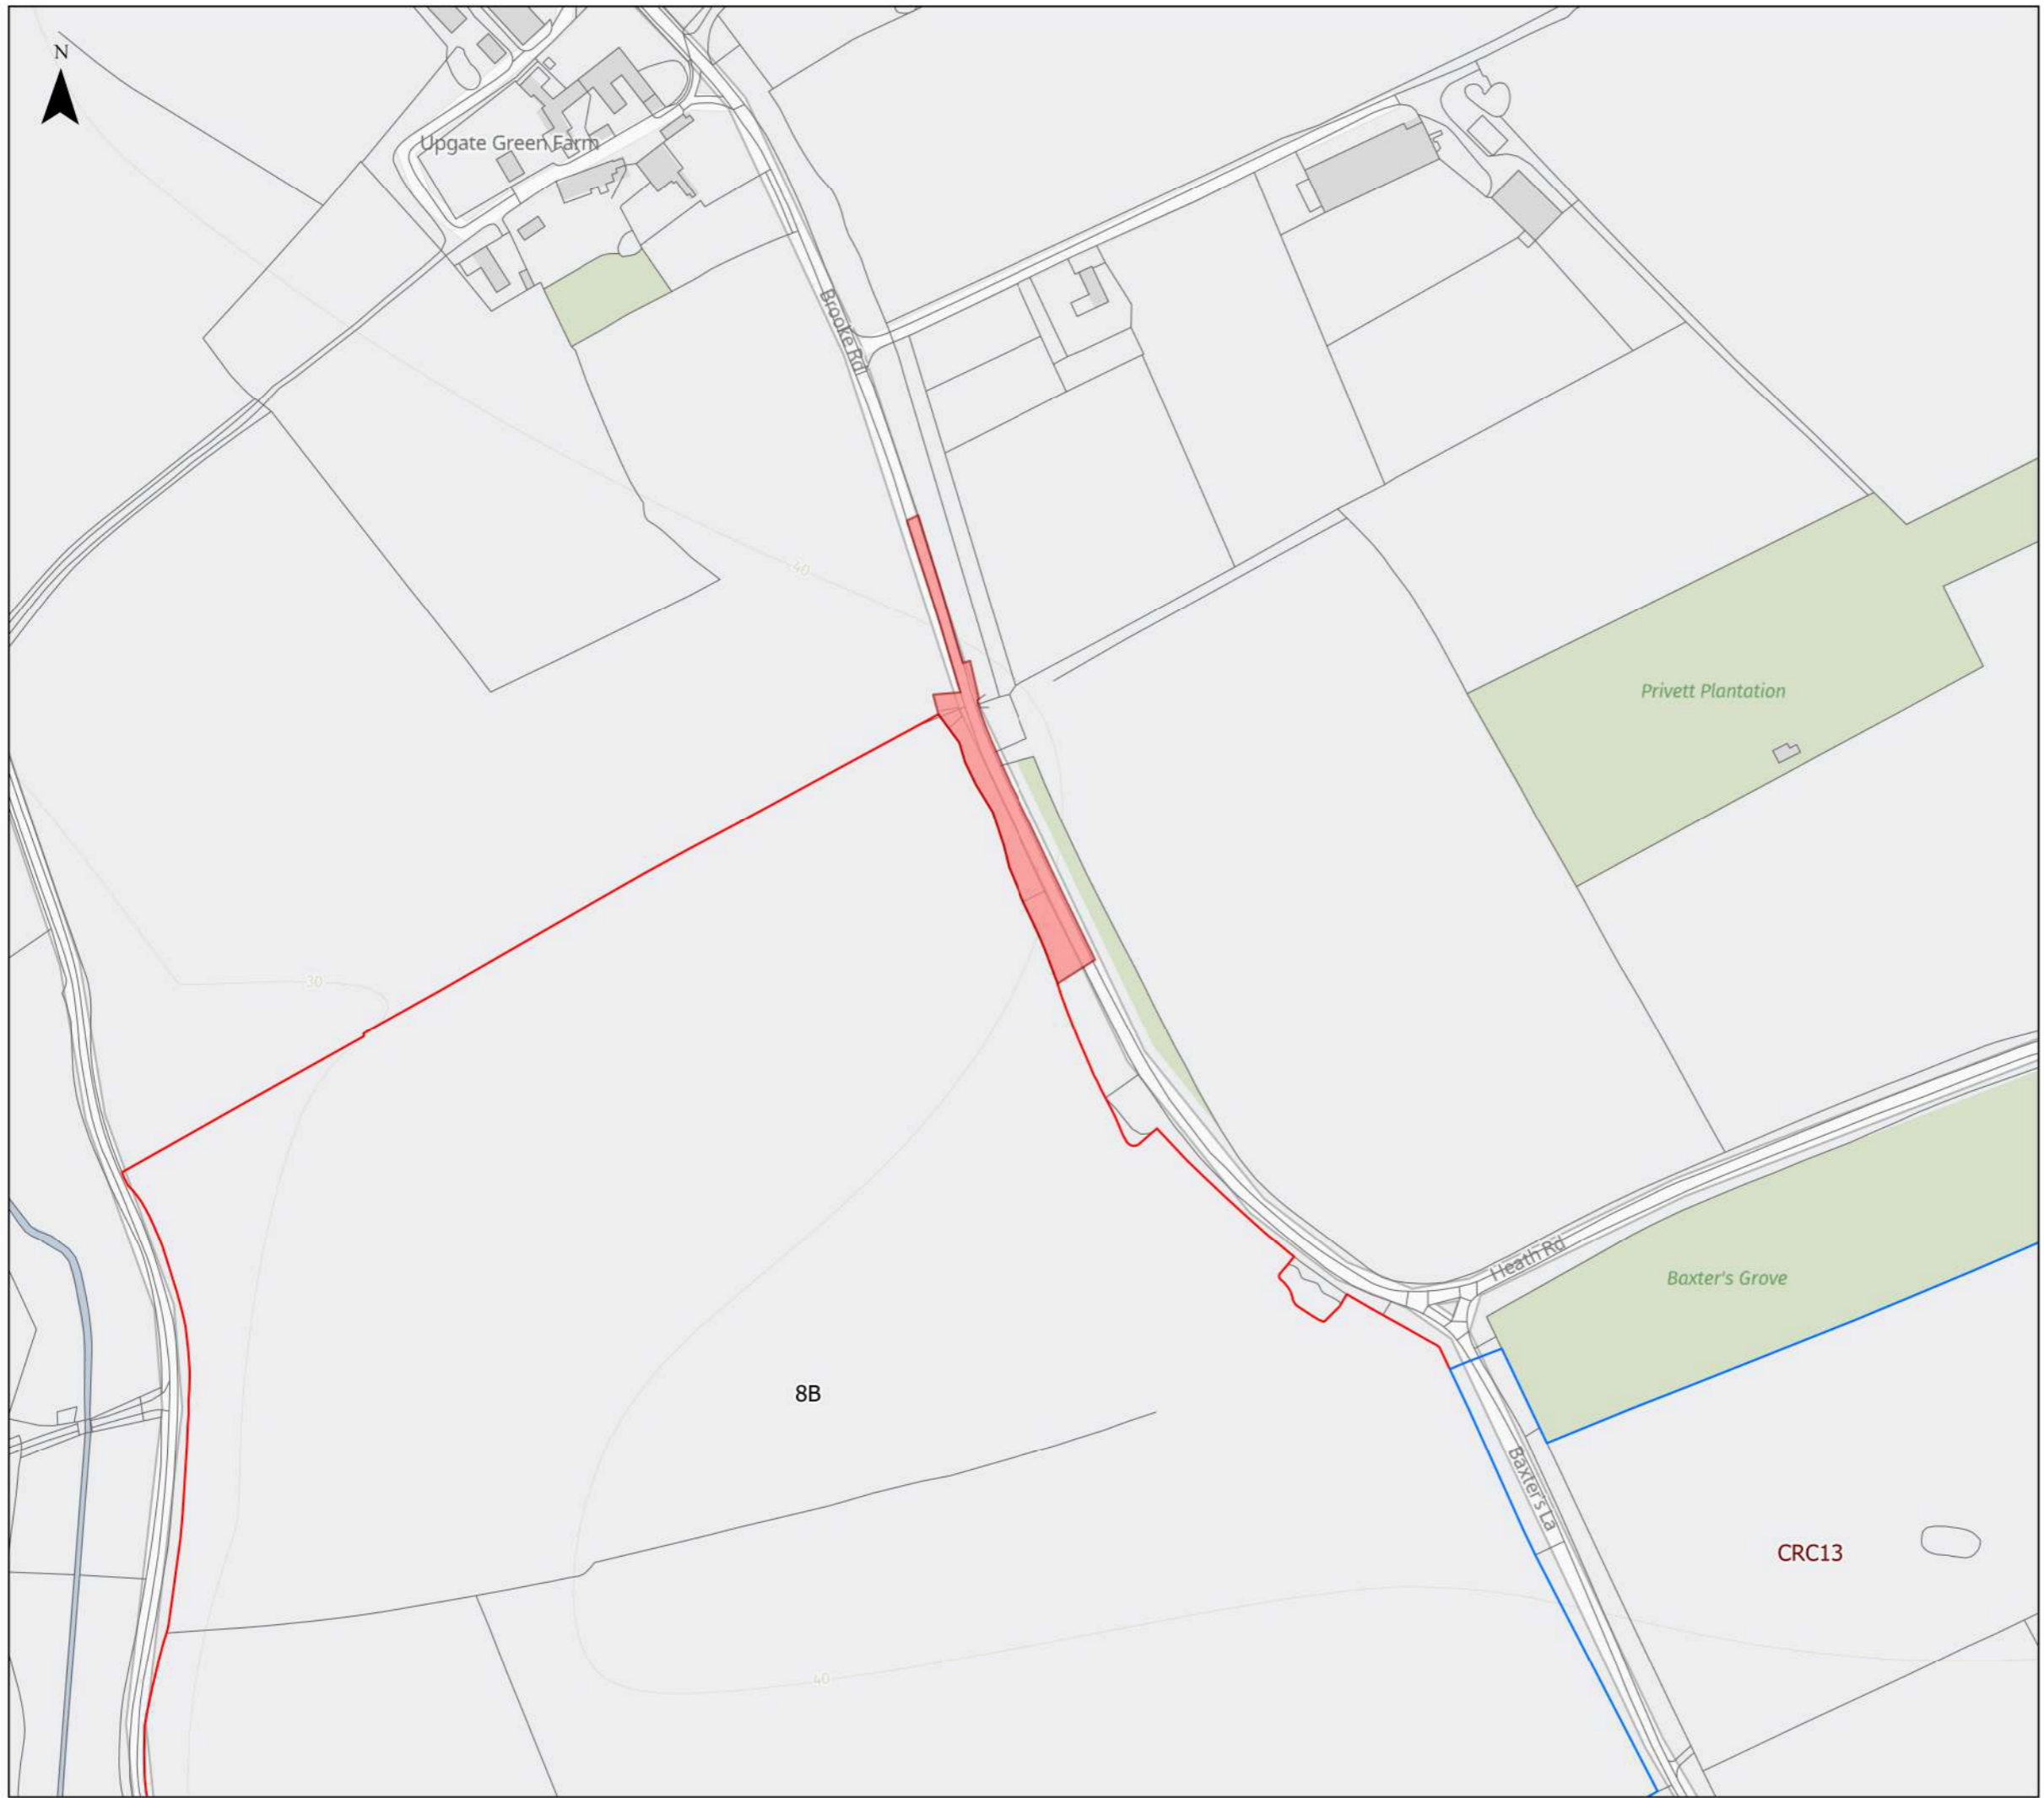 N
Upgate Green Farm
Brooke Rd
40
Privett Plantation
30
Heath Rd
Baxter's Grove
8B
Baxter's La
CRC13
40